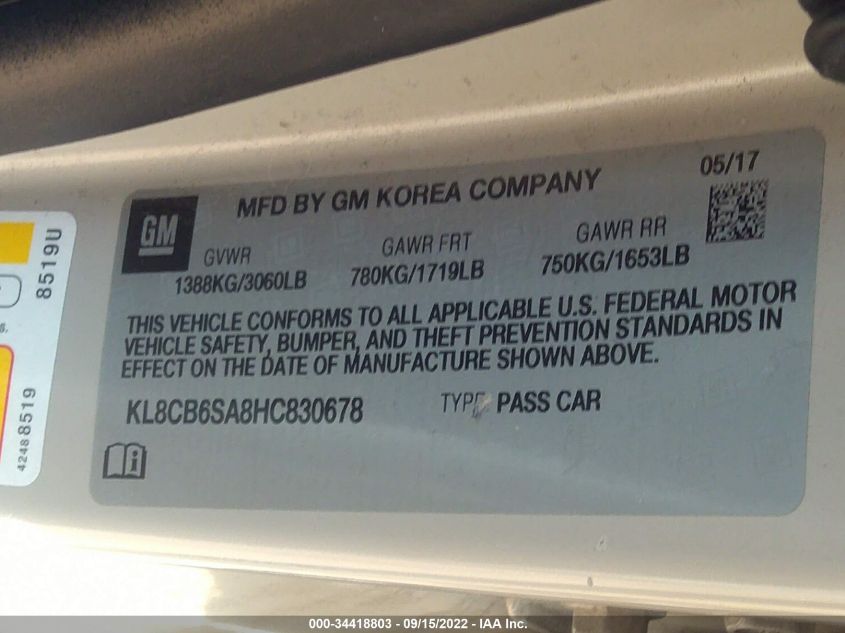 MFD BY GM KOREA COMPANY
05/17
GM
GVWR
GAWR FRT
GAWR RR
1388KG/3060LB
780KG/1719LB
750KG/1653LB
THIS VEHICLE CONFORMS TO ALL APPLICABLE U.S. FEDERAL MOTOR
VEHICLE SAFETY, BUMPER, AND THEFT PREVENTION STANDARDS IN
EFFECT ON THE DATE OF MANUFACTURE SHOWN ABOVE.
KL8CB6SA8HC830678
TYPE PASS CAR
8519U
42488519
000-34418803 - 09/15/2022 - IAA Inc.